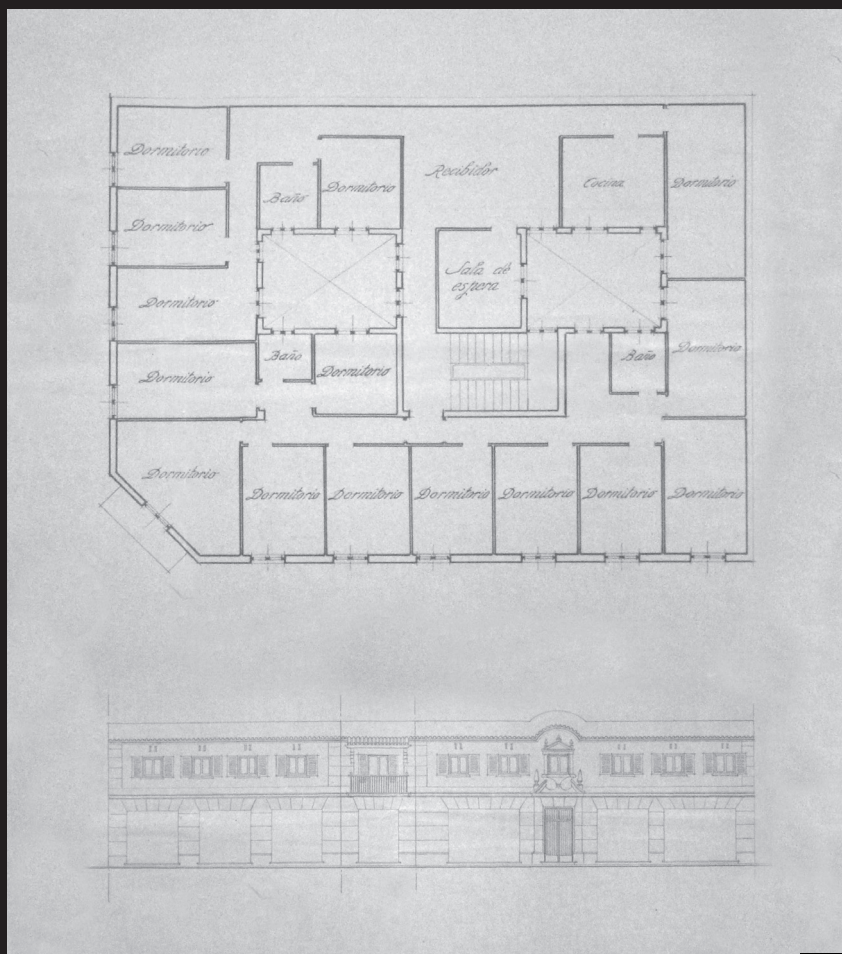 Dormitorio
Baño
Dormitorio
Recibidor
Cocina
Dormitorio
Dormitorio
Dormitorio
Sala de
espera
Dormitorio
Baño
Dormitorio
Baño
Dormitorio
Dormitorio
Dormitorio
Dormitorio
Dormitorio
Dormitorio
Dormitorio
Dormitorio
Dormitorio